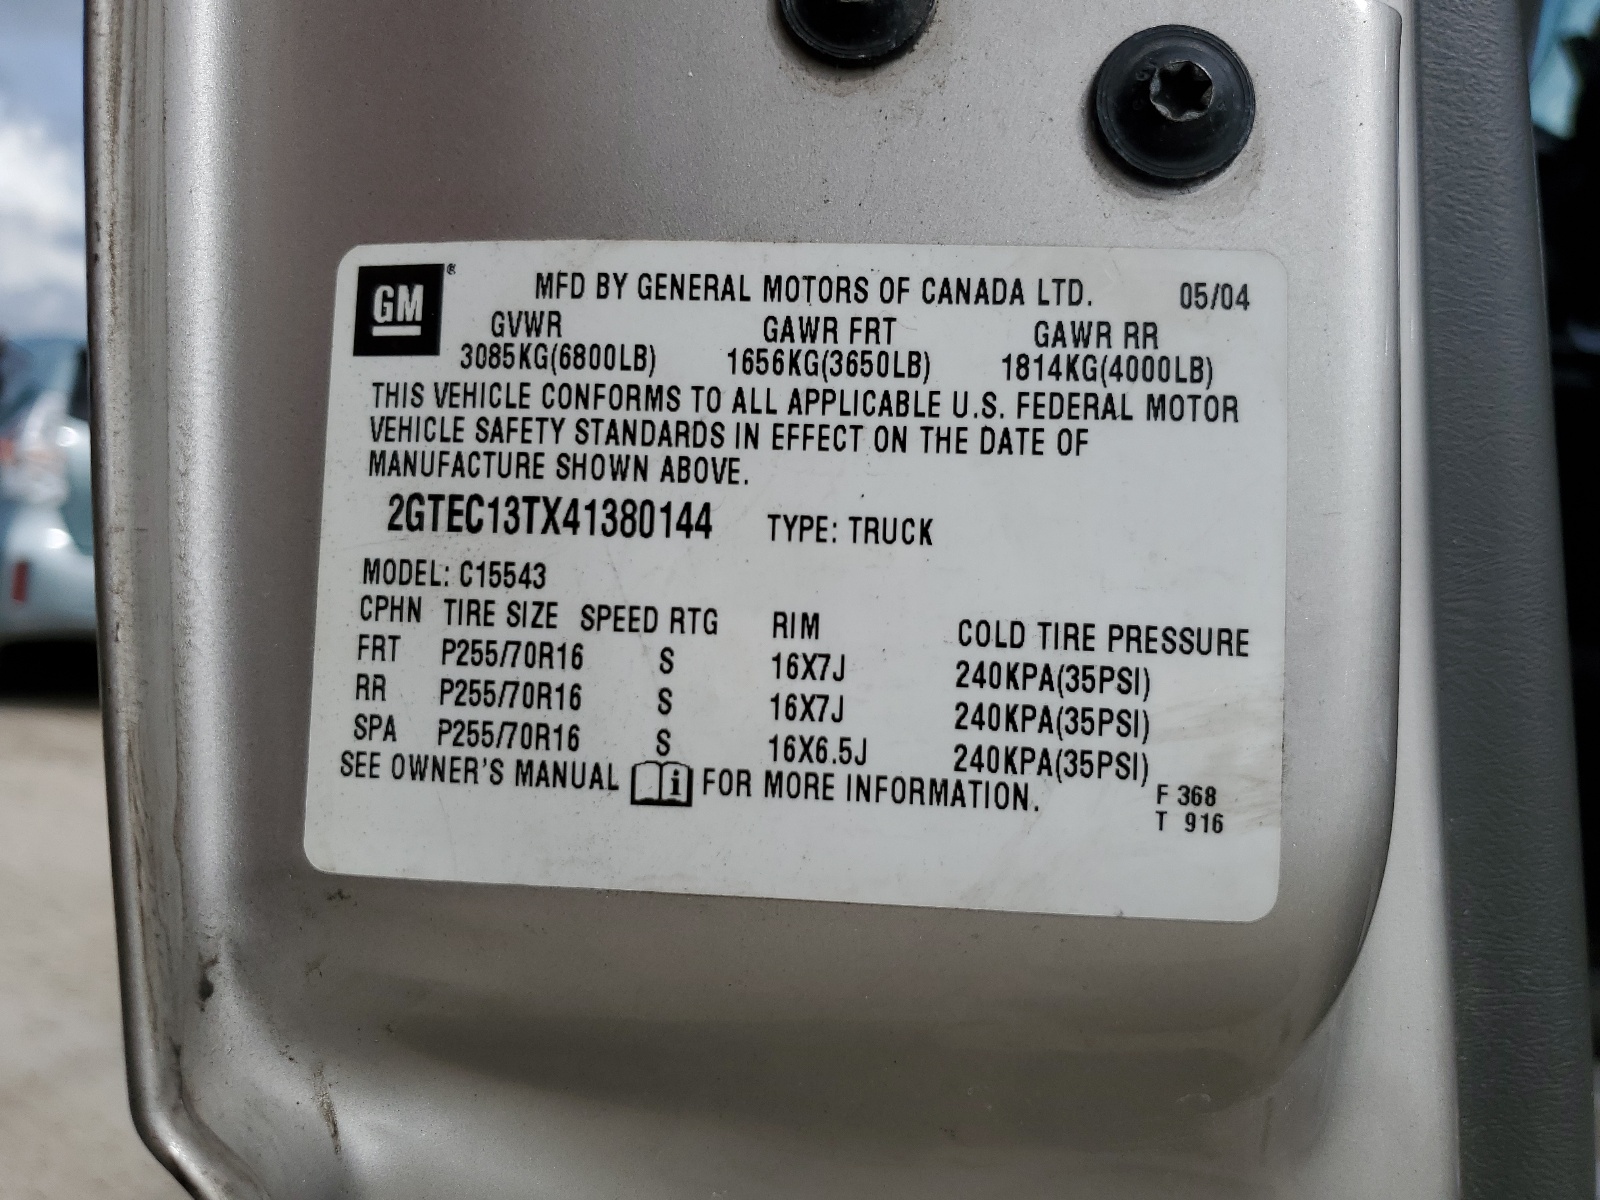 GM ®
MFD BY GENERAL MOTORS OF CANADA LTD. 05/04
GVWR GAWR FRT GAWR RR
3085KG(6800LB) 1656KG(3650LB) 1814KG(4000LB)
THIS VEHICLE CONFORMS TO ALL APPLICABLE U.S. FEDERAL MOTOR
VEHICLE SAFETY STANDARDS IN EFFECT ON THE DATE OF
MANUFACTURE SHOWN ABOVE.
2GTEC13TX41380144 TYPE: TRUCK
MODEL: C15543
CPHN TIRE SIZE SPEED RTG RIM COLD TIRE PRESSURE
FRT P255/70R16 S 16X7J 240KPA(35PSI)
RR P255/70R16 S 16X7J 240KPA(35PSI)
SPA P255/70R16 S 16X6.5J 240KPA(35PSI)
SEE OWNER'S MANUAL i FOR MORE INFORMATION.
F 368
T 916